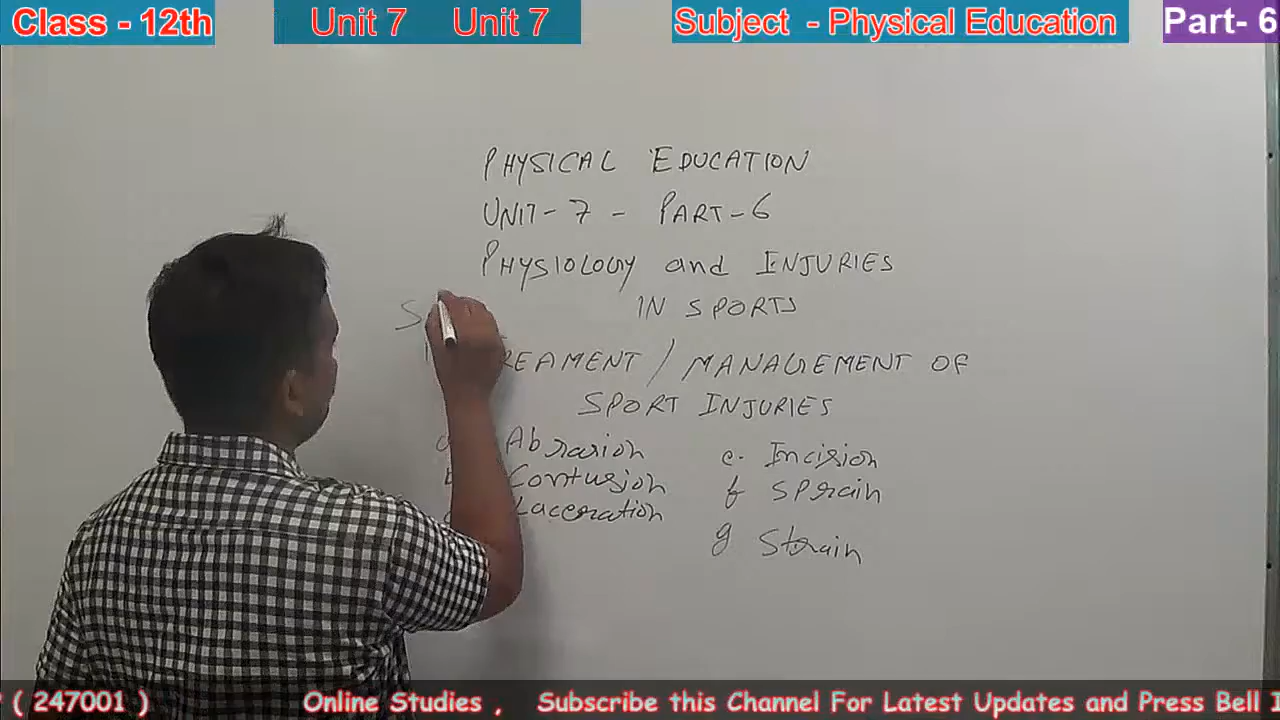 Class - 12th
Unit 7 Unit 7
Subject - Physical Education
Part- 6
PHYSICAL EDUCATION
UNIT-7 - PART-6
PHYSIOLOGY and INJURIES
IN SPORTS
S
REAMENT / MANAGEMENT OF
SPORT INJURIES
Abrasion
Contusion
Laceration
e. Incision
f Sprain
g Strain
( 247001 ) Online Studies , Subscribe this Channel For Latest Updates and Press Bell